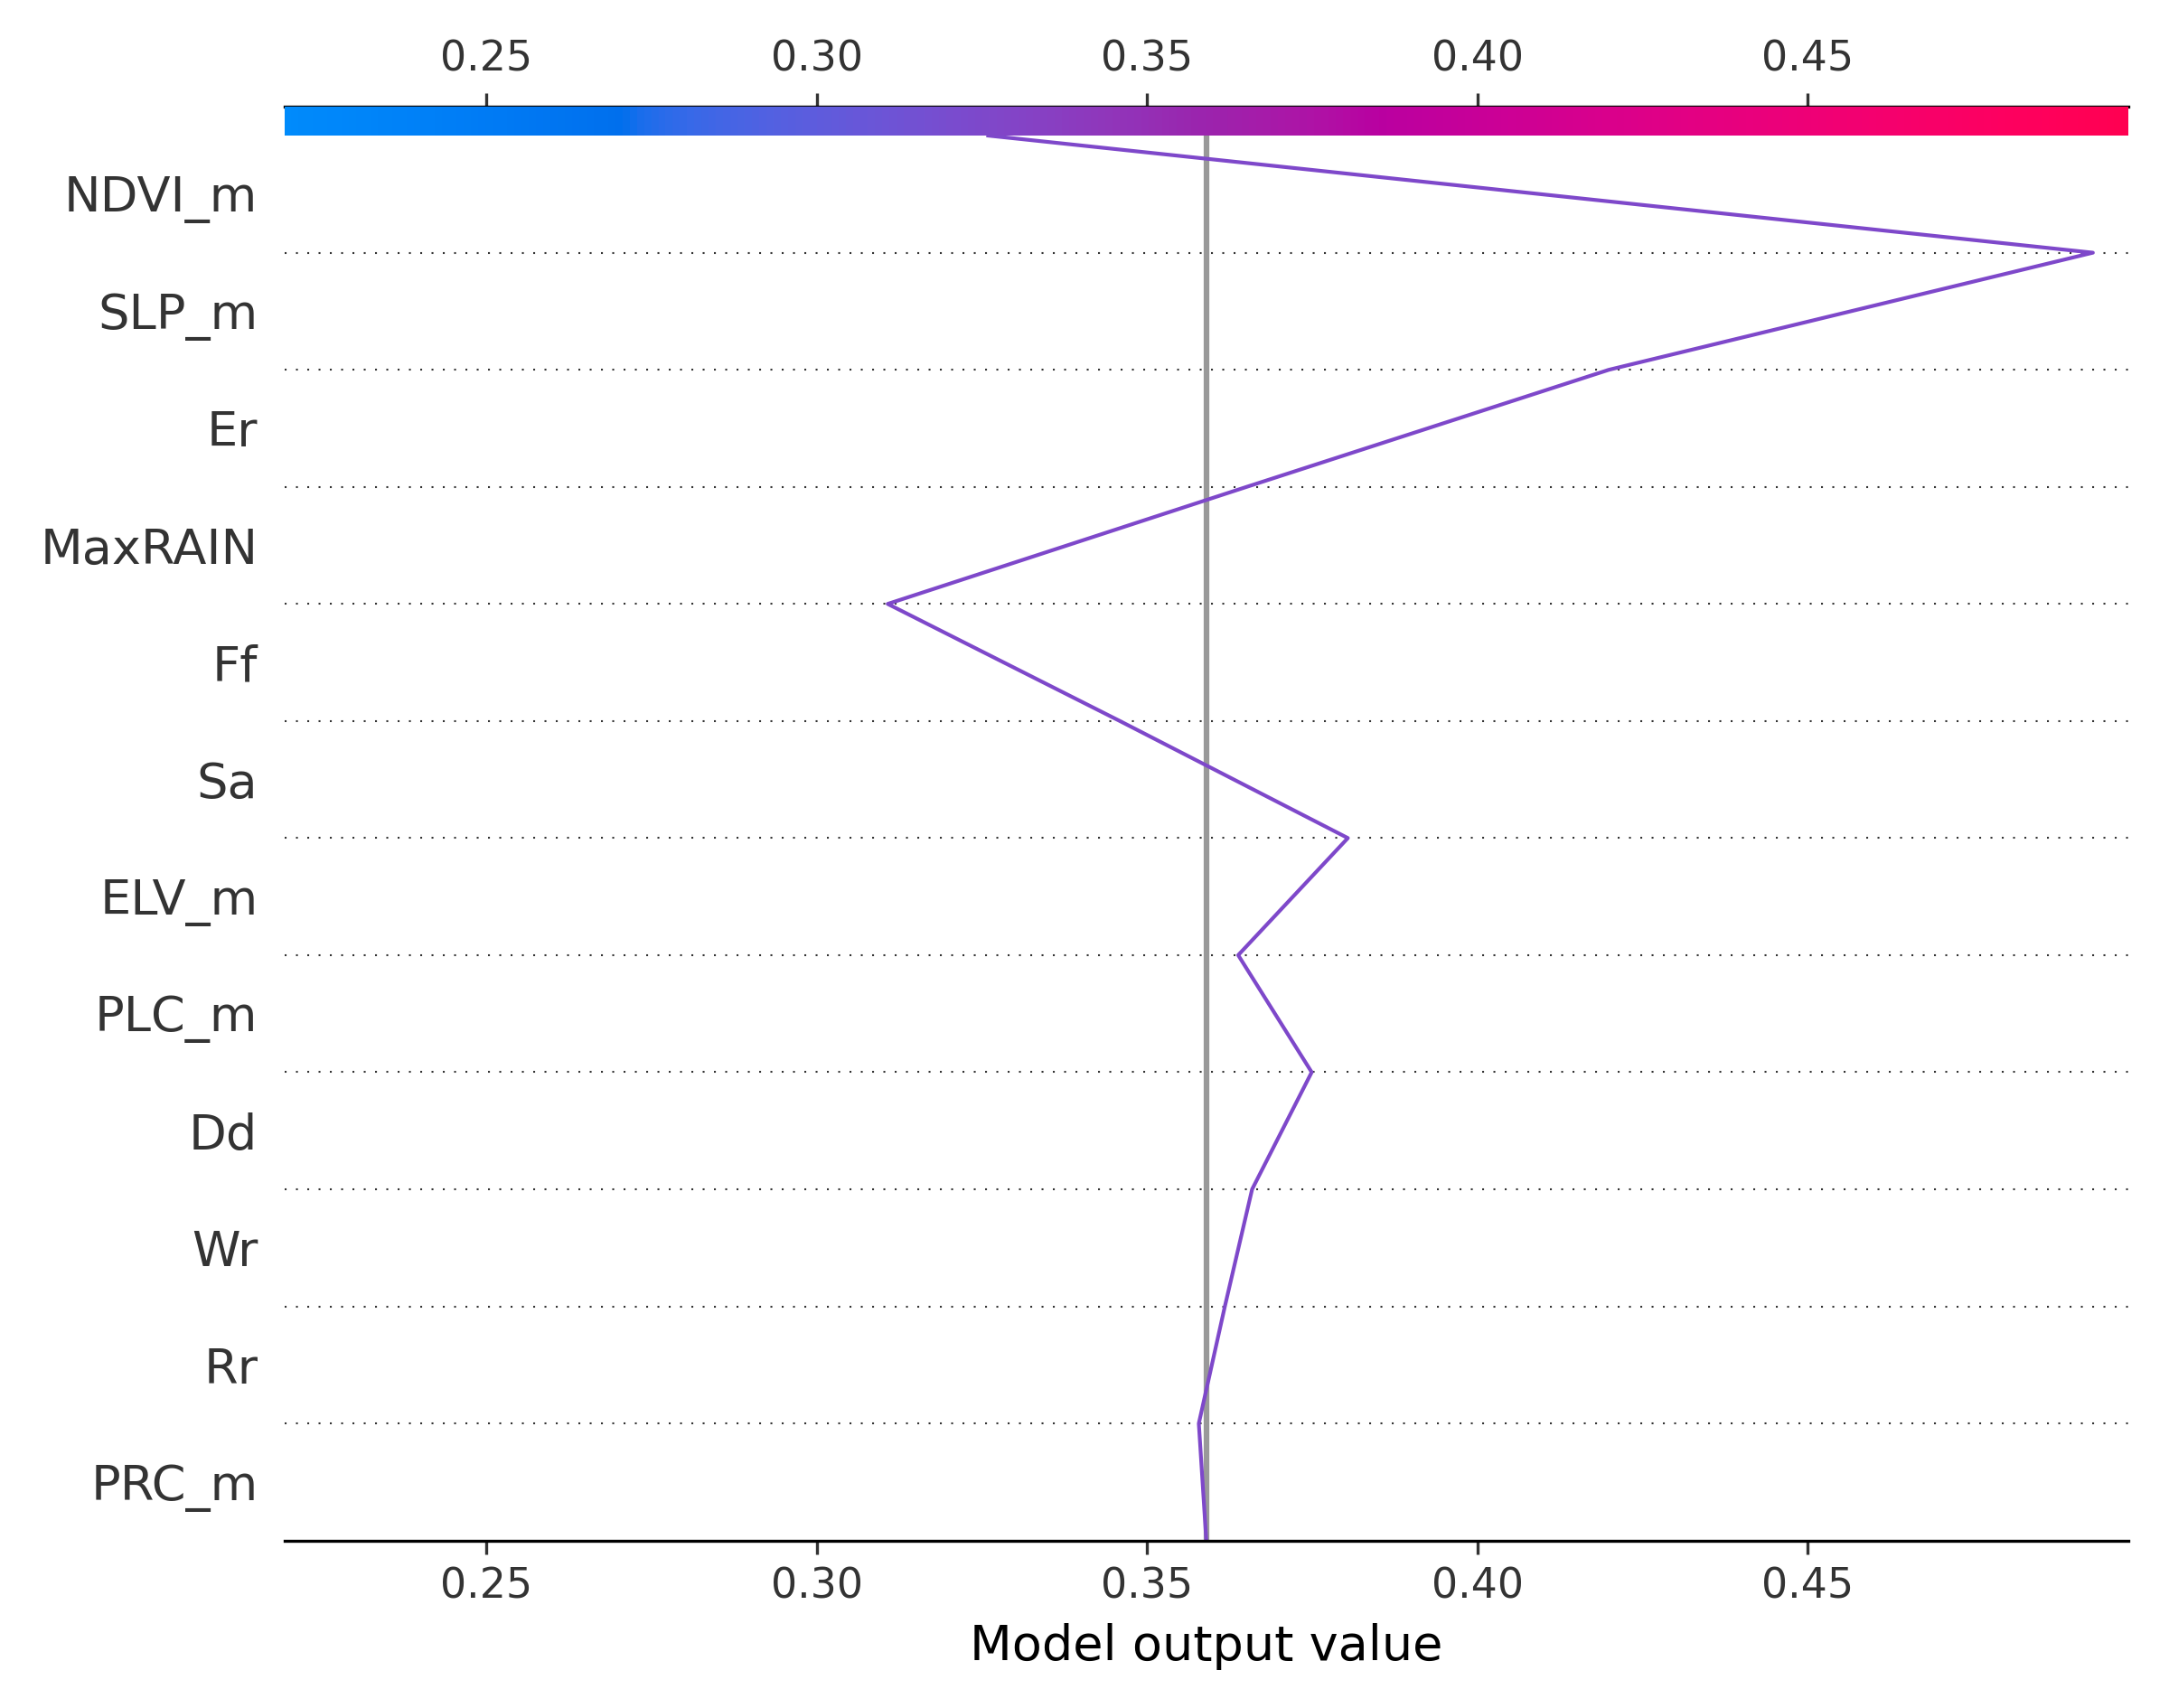 0.25 0.30 0.35 0.40 0.45
NDVI_m
SLP_m
Er
MaxRAIN
Ff
Sa
ELV_m
PLC_m
Dd
Wr
Rr
PRC_m
0.25 0.30 0.35 0.40 0.45
Model output value